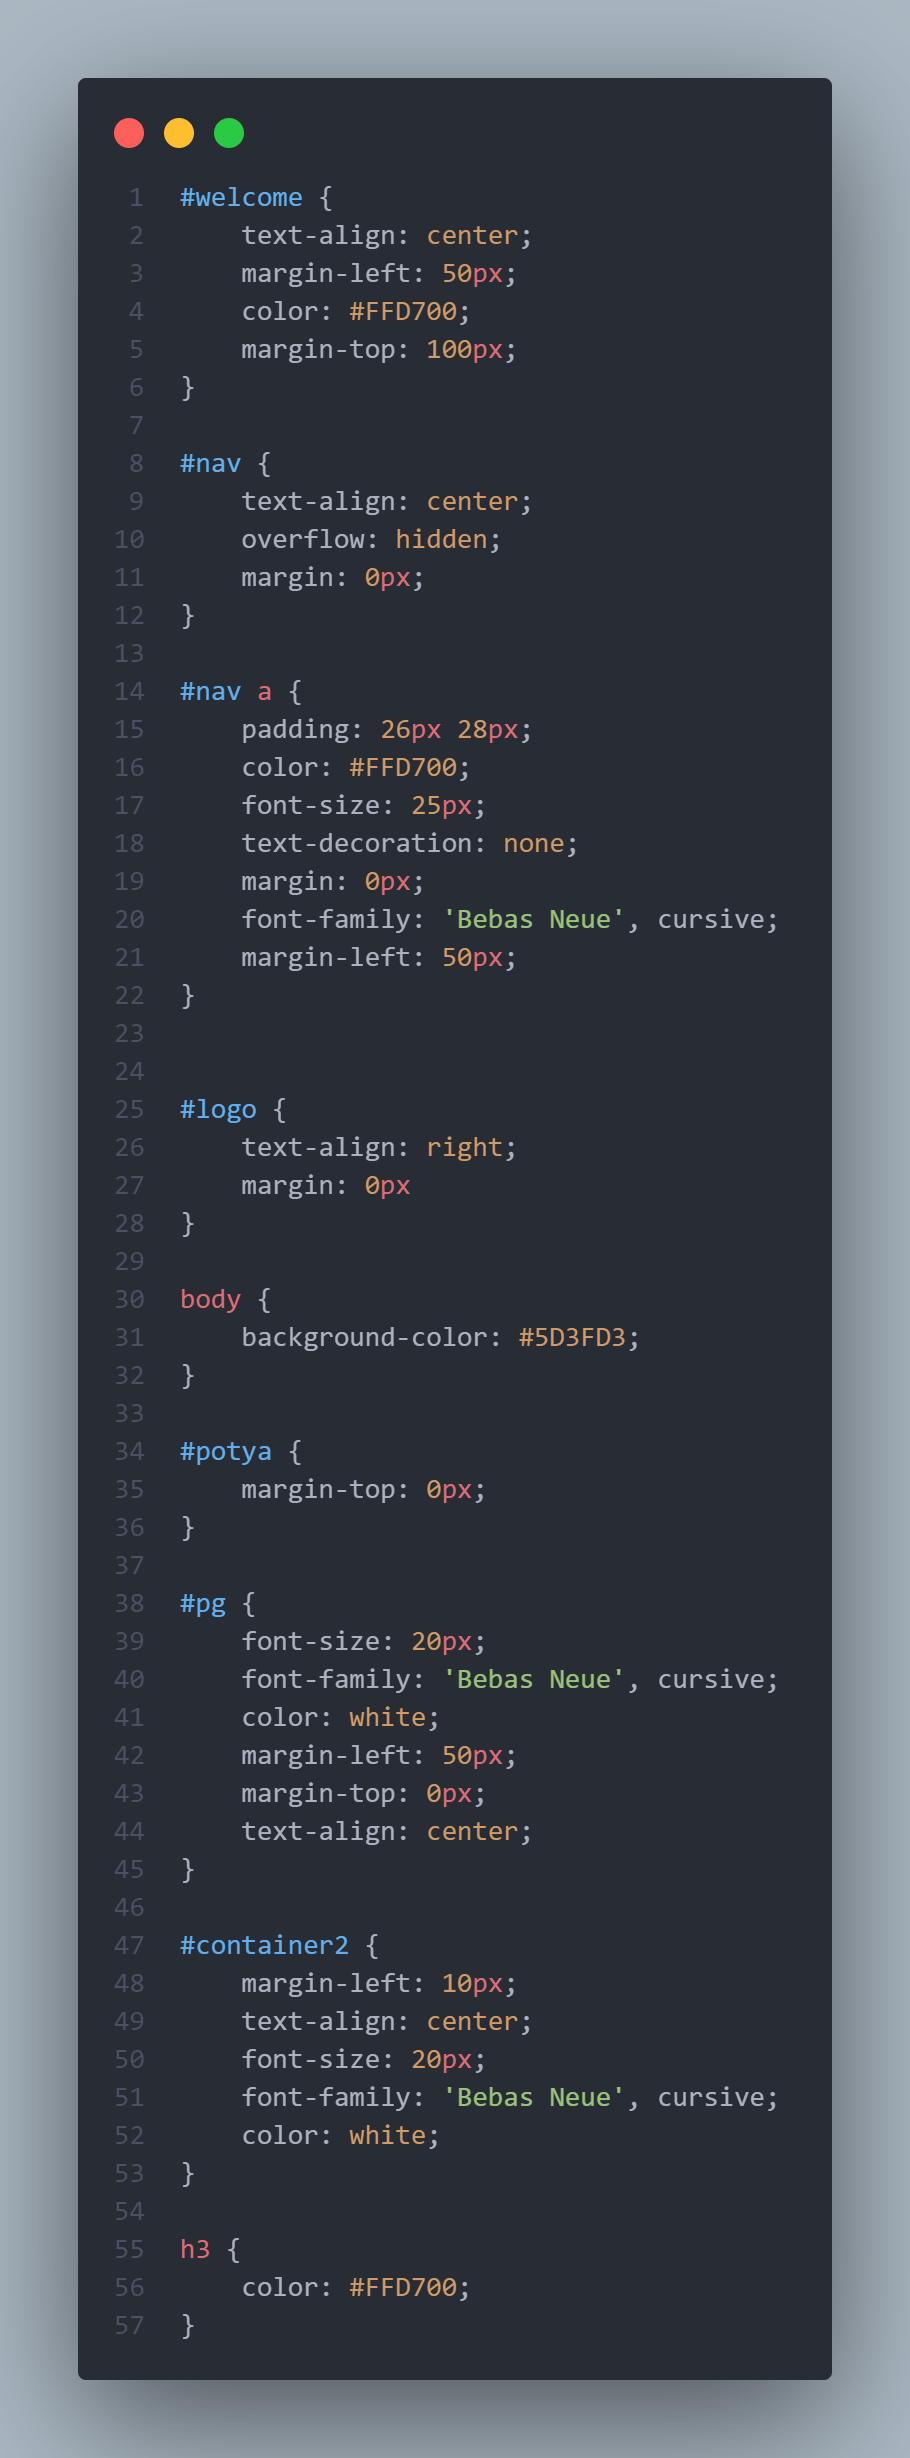 1 #welcome {
2     text-align: center;
3     margin-left: 50px;
4     color: #FFD700;
5     margin-top: 100px;
6 }
7
8 #nav {
9     text-align: center;
10     overflow: hidden;
11     margin: 0px;
12 }
13
14 #nav a {
15     padding: 26px 28px;
16     color: #FFD700;
17     font-size: 25px;
18     text-decoration: none;
19     margin: 0px;
20     font-family: 'Bebas Neue', cursive;
21     margin-left: 50px;
22 }
23
24
25 #logo {
26     text-align: right;
27     margin: 0px
28 }
29
30 body {
31     background-color: #5D3FD3;
32 }
33
34 #potya {
35     margin-top: 0px;
36 }
37
38 #pg {
39     font-size: 20px;
40     font-family: 'Bebas Neue', cursive;
41     color: white;
42     margin-left: 50px;
43     margin-top: 0px;
44     text-align: center;
45 }
46
47 #container2 {
48     margin-left: 10px;
49     text-align: center;
50     font-size: 20px;
51     font-family: 'Bebas Neue', cursive;
52     color: white;
53 }
54
55 h3 {
56     color: #FFD700;
57 }